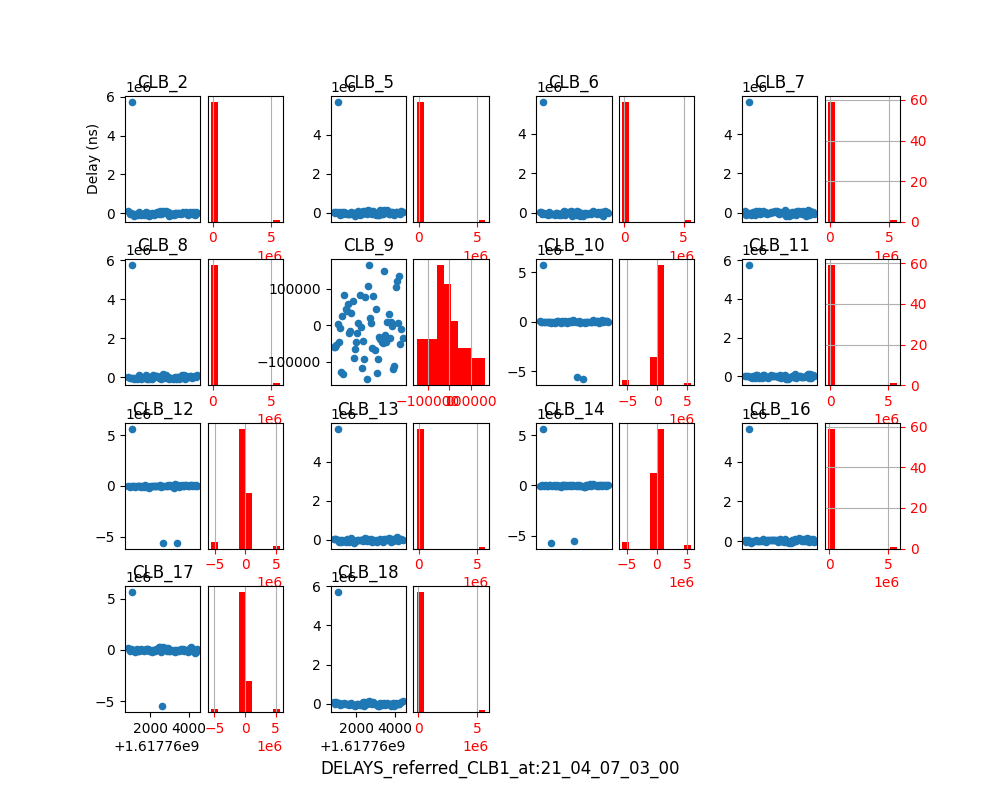 CLB_2 CLB_5 CLB_6 CLB_7
1e6 1e6 1e6 1e6
Delay (ns)
6 4 2 0
4 2 0
4 2 0
4 2 0
60 40 20 0
0 5 0 5 0 5 0 5
1e6 1e6 1e6 1e6
CLB_8 CLB_9 CLB_10 CLB_11
1e6 1e6 1e6
6 4 2 0
100000 0 −100000
5 0 −5
6 4 2 0
60 40 20 0
0 5 −100000 0 100000 −5 0 5 0 5
1e6 1e6 1e6
CLB_12 CLB_13 CLB_14 CLB_16
1e6 1e6 1e6 1e6
5 0 −5
4 2 0
5 0 −5
4 2 0
60 40 20 0
−5 0 5 0 5 −5 0 5 0 5
1e6 1e6 1e6 1e6
CLB_17 CLB_18
1e6 1e6
5 0 −5
6 4 2 0
2000 4000 −5 0 5 2000 4000 0 5
+1.61776e9 1e6 +1.61776e9 1e6
DELAYS_referred_CLB1_at:21_04_07_03_00